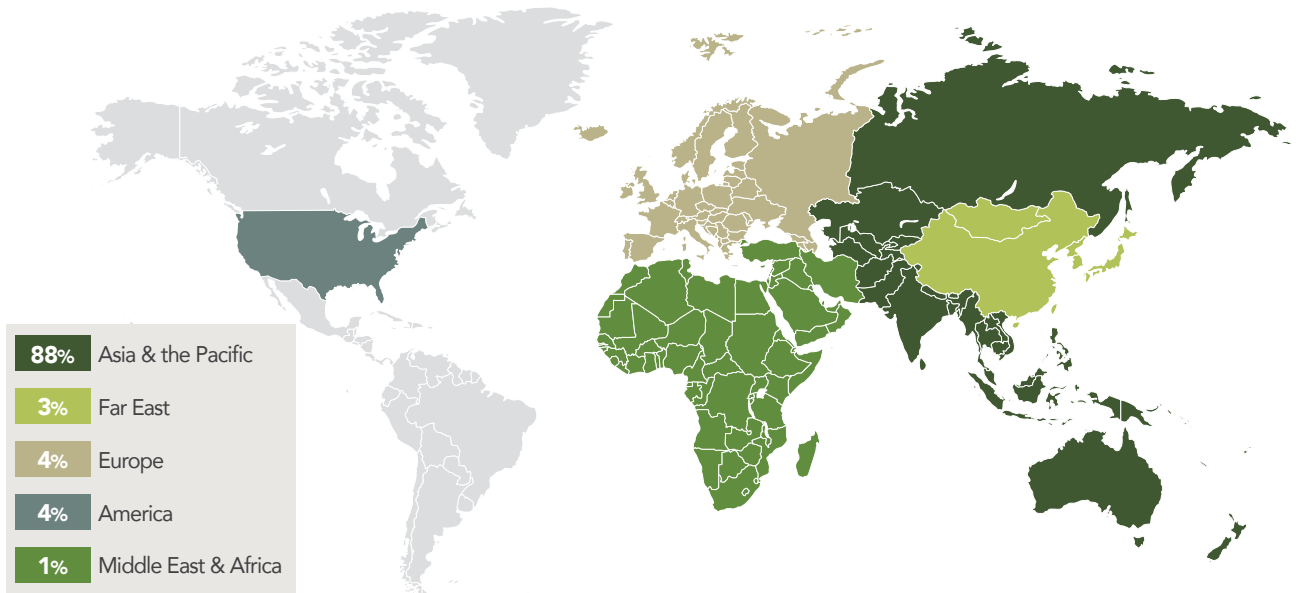 88% Asia & the Pacific
3% Far East
4% Europe
4% America
1% Middle East & Africa